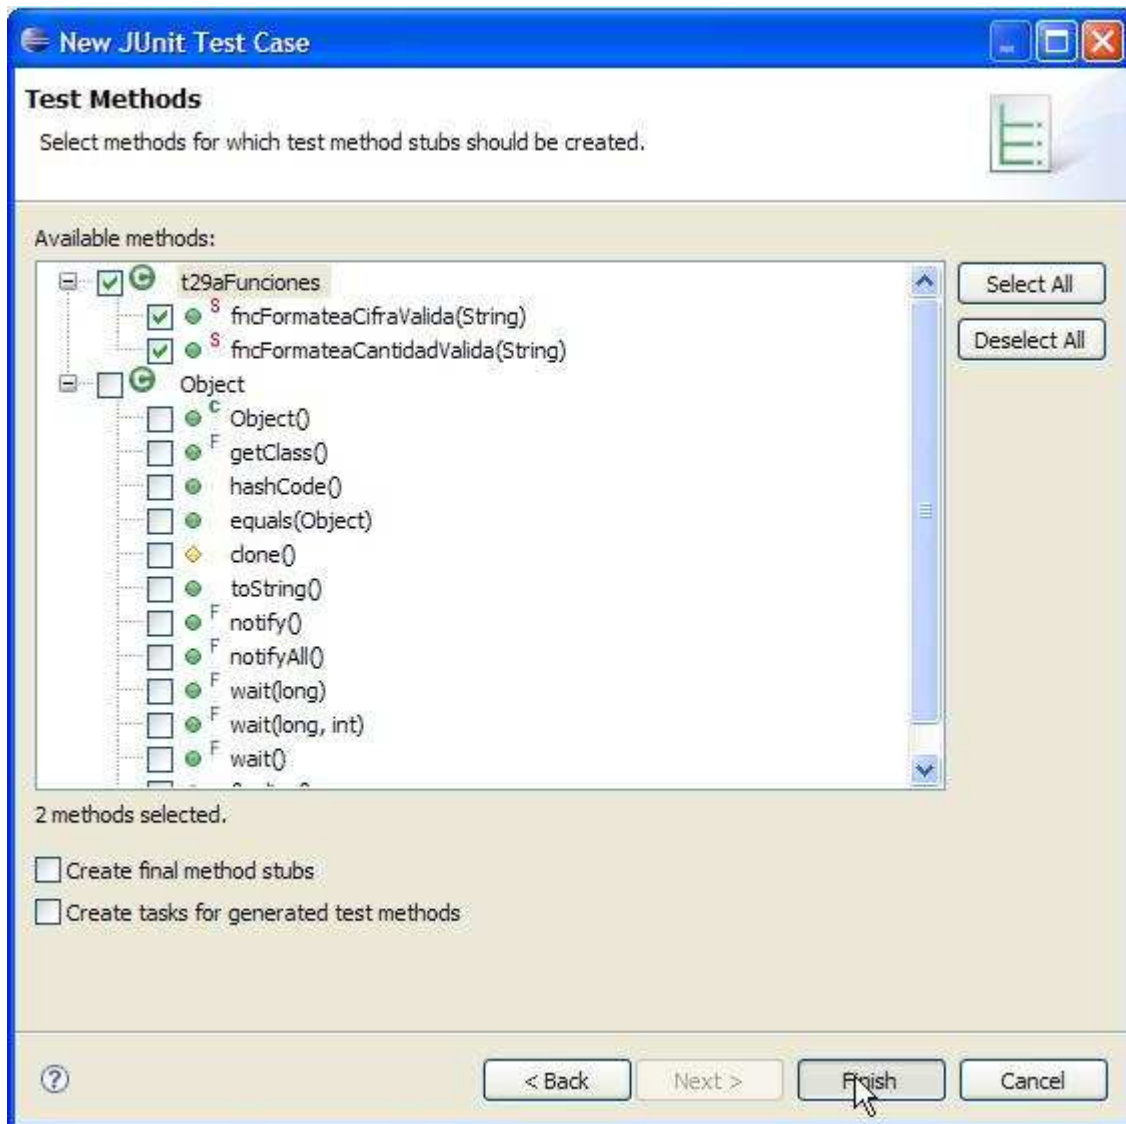 New JUnit Test Case
Test Methods
Select methods for which test method stubs should be created.
Available methods:
t29aFunciones
Select All
S fncFormateaCifraValida(String)
S fncFormateaCantidadValida(String)
Deselect All
Object
C Object()
F getClass()
hashCode()
equals(Object)
clone()
toString()
F notify()
F notifyAll()
F wait(long)
F wait(long, int)
F wait()
2 methods selected.
Create final method stubs
Create tasks for generated test methods
< Back Next > Finish Cancel